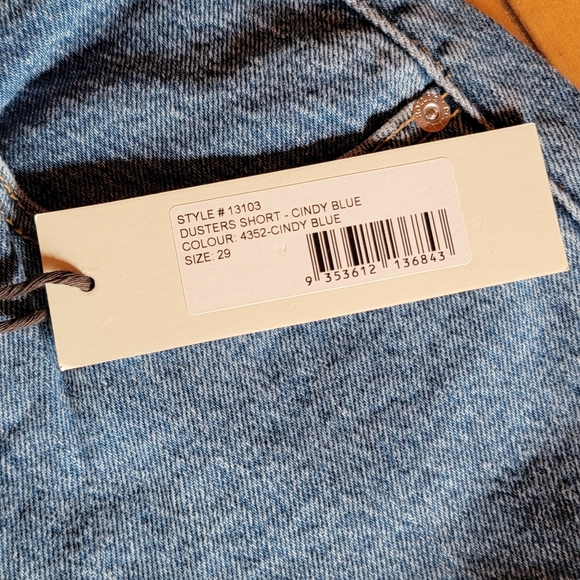 STYLE # 13103
DUSTERS SHORT - CINDY BLUE
COLOUR: 4352-CINDY BLUE
SIZE: 29
9 353612 136843